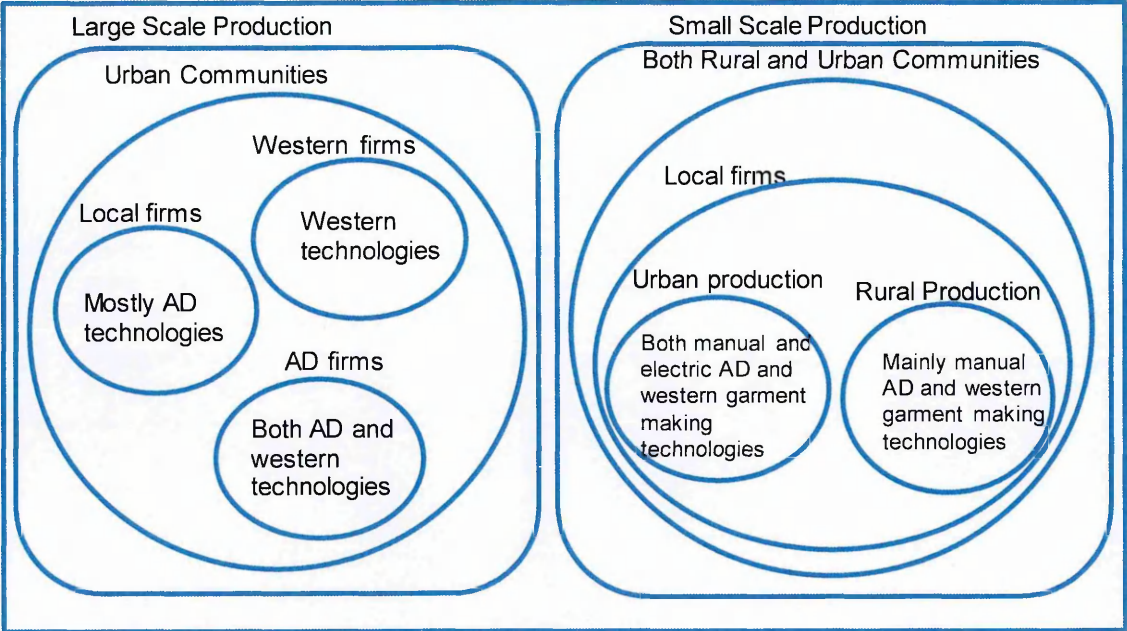 Large Scale Production
Urban Communities
Western firms
Western
technologies
Local firms
Mostly AD
technologies
AD firms
Both AD and
western
technologies
Small Scale Production
Both Rural and Urban Communities
Local firms
Urban production
Both manual and
electric AD and
western garment
making
technologies
Rural Production
Mainly manual
AD and western
garment making
technologies